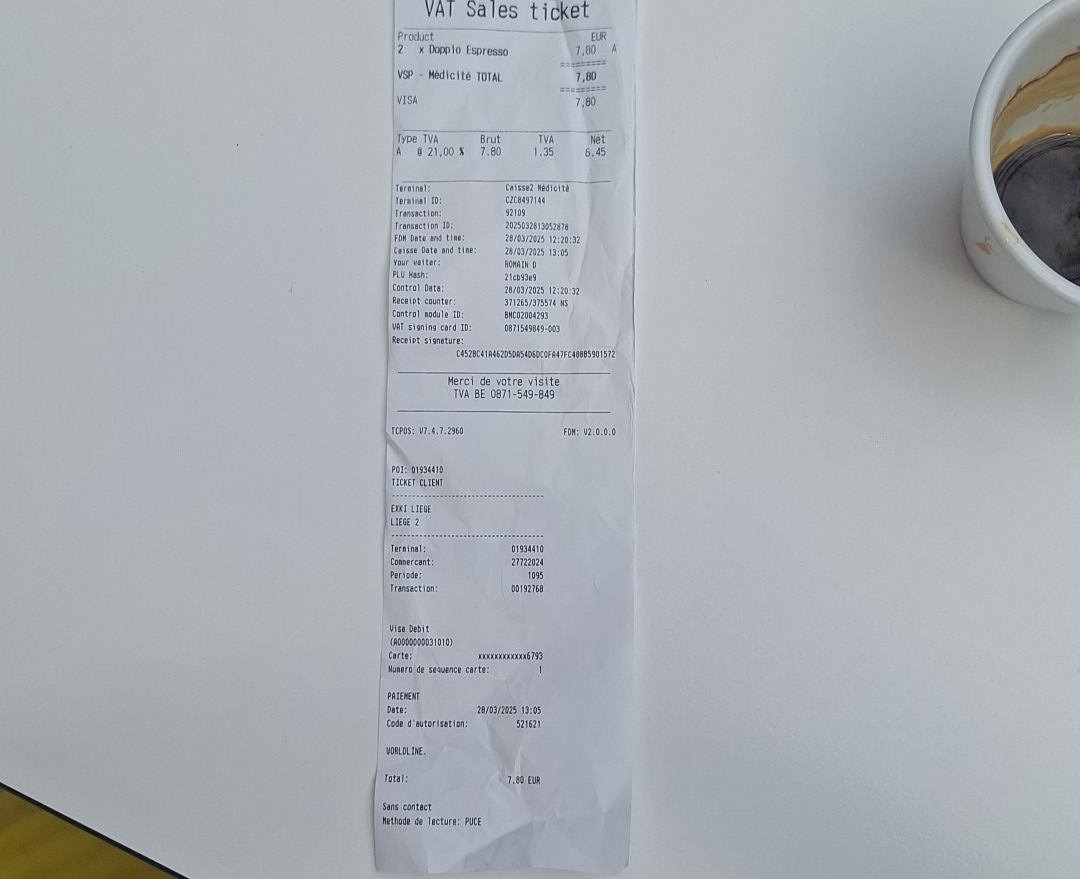 VAT Sales ticket
Product EUR
2 x Doppio Espresso 7,80 A
=========
VSP - Médicité TOTAL 7,80
=========
VISA 7,80
Type TVA Brut TVA Net
A @ 21,00 % 7.80 1.35 6.45
Terminal: Caisse2 Médicité
Terminal ID: CZC8497144
Transaction: 92109
Transaction ID: 2025032813052876
FDM Date and time: 28/03/2025 12:20:32
Caisse Date and time: 28/03/2025 13:05
Your waiter: ROMAIN D
PLU Hash: 21cb93e9
Control Data: 28/03/2025 12:20:32
Receipt counter: 371265/375574 NS
Control module ID: BMC02004293
VAT signing card ID: 0871549849-003
Receipt signature:
C452BC41A462D5DA54D6DC0FA47FC488B5901572
Merci de votre visite
TVA BE 0871-549-849
TCPOS: V7.4.7.2960 FDM: V2.0.0.0
POI: 01934410
TICKET CLIENT
--------------------------------
EXKI LIEGE
LIEGE 2
--------------------------------
Terminal: 01934410
Commercant: 27722024
Periode: 1095
Transaction: 00192768
Visa Debit
(A0000000031010)
Carte: xxxxxxxxxxxx6793
Numero de sequence carte: 1
PAIEMENT
Date: 28/03/2025 13:05
Code d'autorisation: 521621
WORLDLINE.
Total: 7.80 EUR
Sans contact
Methode de lecture: PUCE